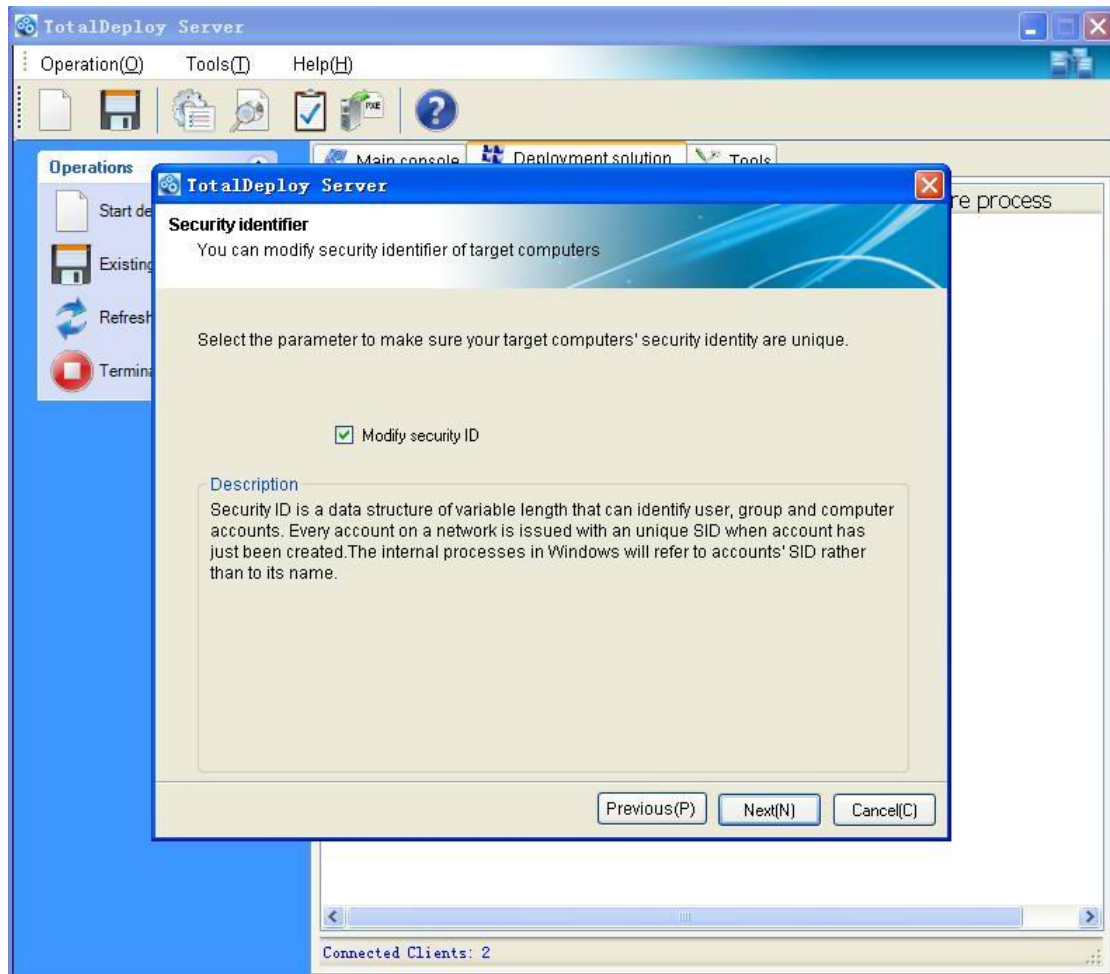 TotalDeploy Server
Operation(O) Tools(T) Help(H)
PXE
Operations
Main console Deployment solution Tools
Start de
Existing
Refresh
Termina
re process
TotalDeploy Server
Security identifier
You can modify security identifier of target computers
Select the parameter to make sure your target computers' security identity are unique.
Modify security ID
Description
Security ID is a data structure of variable length that can identify user, group and computer
accounts. Every account on a network is issued with an unique SID when account has
just been created.The internal processes in Windows will refer to accounts' SID rather
than to its name.
Previous(P) Next(N) Cancel(C)
Connected Clients: 2